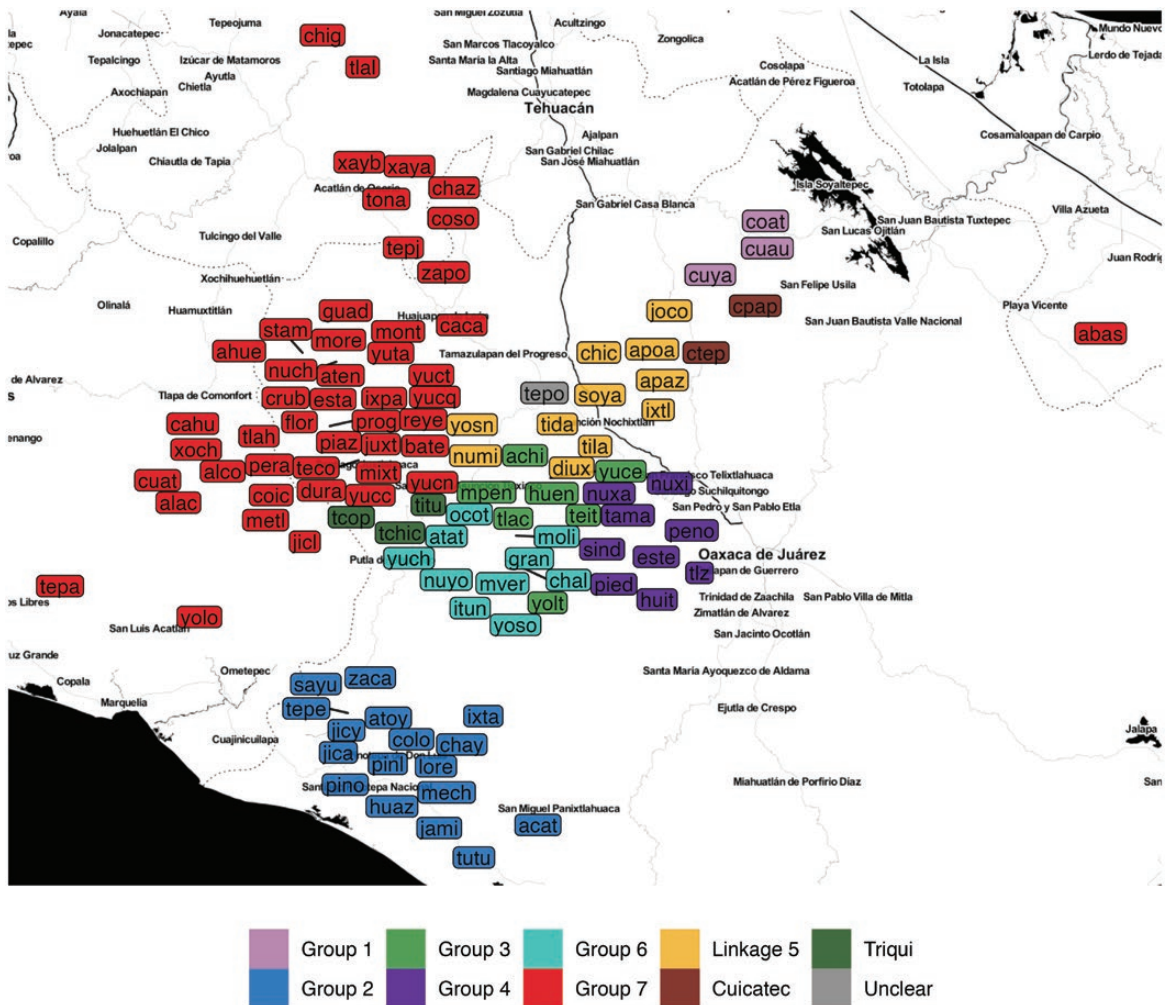 Ayala
Tepeojuma
San Miguel Zozutla
Acultzingo
Mundo Nuevo
Jonacatepec
chig
San Marcos Tlacoyalco
Zongolica
La Isla
Lerdo de Tejada
Tepalcingo
Izúcar de Matamoros
Santa María la Alta
Cosolapa
tlal
Ayutla
San­tiago Miahuatlán
Acatlán de Pérez Figueroa
Totolapa
Axochiapan
Chietla
Magdalena Cuayucatepec
Tehuacán
Huehuetlán El Chico
Ajalpan
Cosamaloapan de Carpio
Jolalpan
Chiautla de Tapia
San Gabriel Chilac
San José Miahuatlán
xayb
xaya
Isla Soyaltepec
chaz
tona
San Gabriel Casa Blanca
Villa Azueta
coso
coat
San Juan Bautista Tuxtepec
San Lucas Ojitlán
Copalillo
Tulcingo del Valle
tepj
cuau
zapo
cuya
San Felipe Usila
Xochihuehuetlán
Olinalá
Huamuxtitlán
guad
joco
cpap
San Juan Bautista Valle Nacional
Playa Vicente
stam
more
mont
caca
abas
ahue
yuta
Tamazulapan del Progreso
chic
apoa
ctep
nuch
aten
yuct
de Alvarez
apaz
Tlapa de Comonfort
crub
esta
ixpa
yucq
tepo
soya
ixtl
cahu
flor
prog
reye
yosn
tida
tlah
piaz
juxt
bate
tila
xoch
numi
achi
alco
pera
teco
diux
yuce
cuat
mixt
yucn
nuxi
coic
dura
yucc
mpen
huen
nuxa
alac
titu
San Pedro y San Pablo Etla
metl
tcop
ocot
tlac
teit
tama
jicl
tchic
atat
moli
peno
yuch
gran
sind
este
Oaxaca de Juárez
tlz
tepa
nuyo
mver
chal
pied
huit
Trinidad de Zaachila
San Pablo Villa de Mitla
itun
yolt
Zimatlán de Alvarez
yolo
San Luis Acatlán
yoso
San Jacinto Ocotlán
uz Grande
Ometepec
Santa María Ayoquezco de Aldama
Copala
sayu
zaca
Marquelia
tepe
atoy
ixta
Ejutla de Crespo
jicy
colo
chay
Jalapa
Cuajinicuilapa
jica
pinl
lore
pino
mech
Miahuatlán de Porfirio Díaz
huaz
San Miguel Panixtlahuaca
jami
acat
tutu
Group 1
Group 3
Group 6
Linkage 5
Triqui
Group 2
Group 4
Group 7
Cuicatec
Unclear